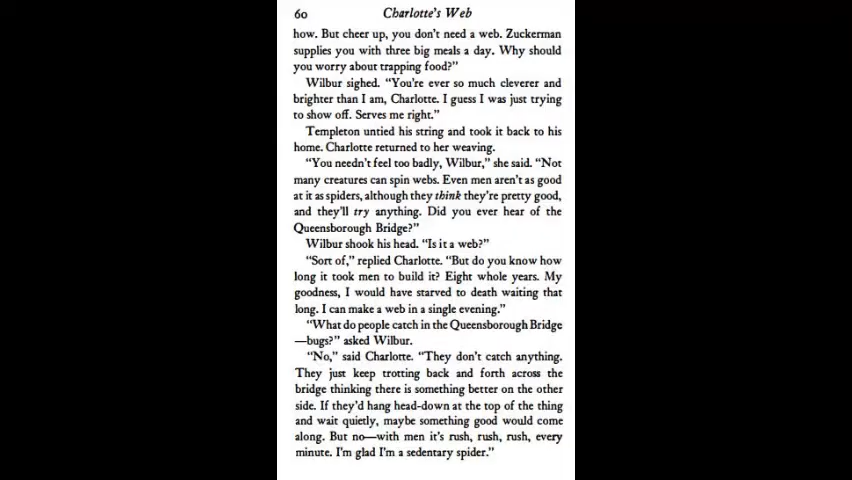 60 Charlotte's Web
how. But cheer up, you don't need a web. Zuckerman
supplies you with three big meals a day. Why should
you worry about trapping food?"
Wilbur sighed. "You're ever so much cleverer and
brighter than I am, Charlotte. I guess I was just trying
to show off. Serves me right."
Templeton untied his string and took it back to his
home. Charlotte returned to her weaving.
"You needn't feel too badly, Wilbur," she said. "Not
many creatures can spin webs. Even men aren't as good
at it as spiders, although they think they're pretty good,
and they'll try anything. Did you ever hear of the
Queensborough Bridge?"
Wilbur shook his head. "Is it a web?"
"Sort of," replied Charlotte. "But do you know how
long it took men to build it? Eight whole years. My
goodness, I would have starved to death waiting that
long. I can make a web in a single evening."
"What do people catch in the Queensborough Bridge
—bugs?" asked Wilbur.
"No," said Charlotte. "They don't catch anything.
They just keep trotting back and forth across the
bridge thinking there is something better on the other
side. If they'd hang head-down at the top of the thing
and wait quietly, maybe something good would come
along. But no—with men it's rush, rush, rush, every
minute. I'm glad I'm a sedentary spider."